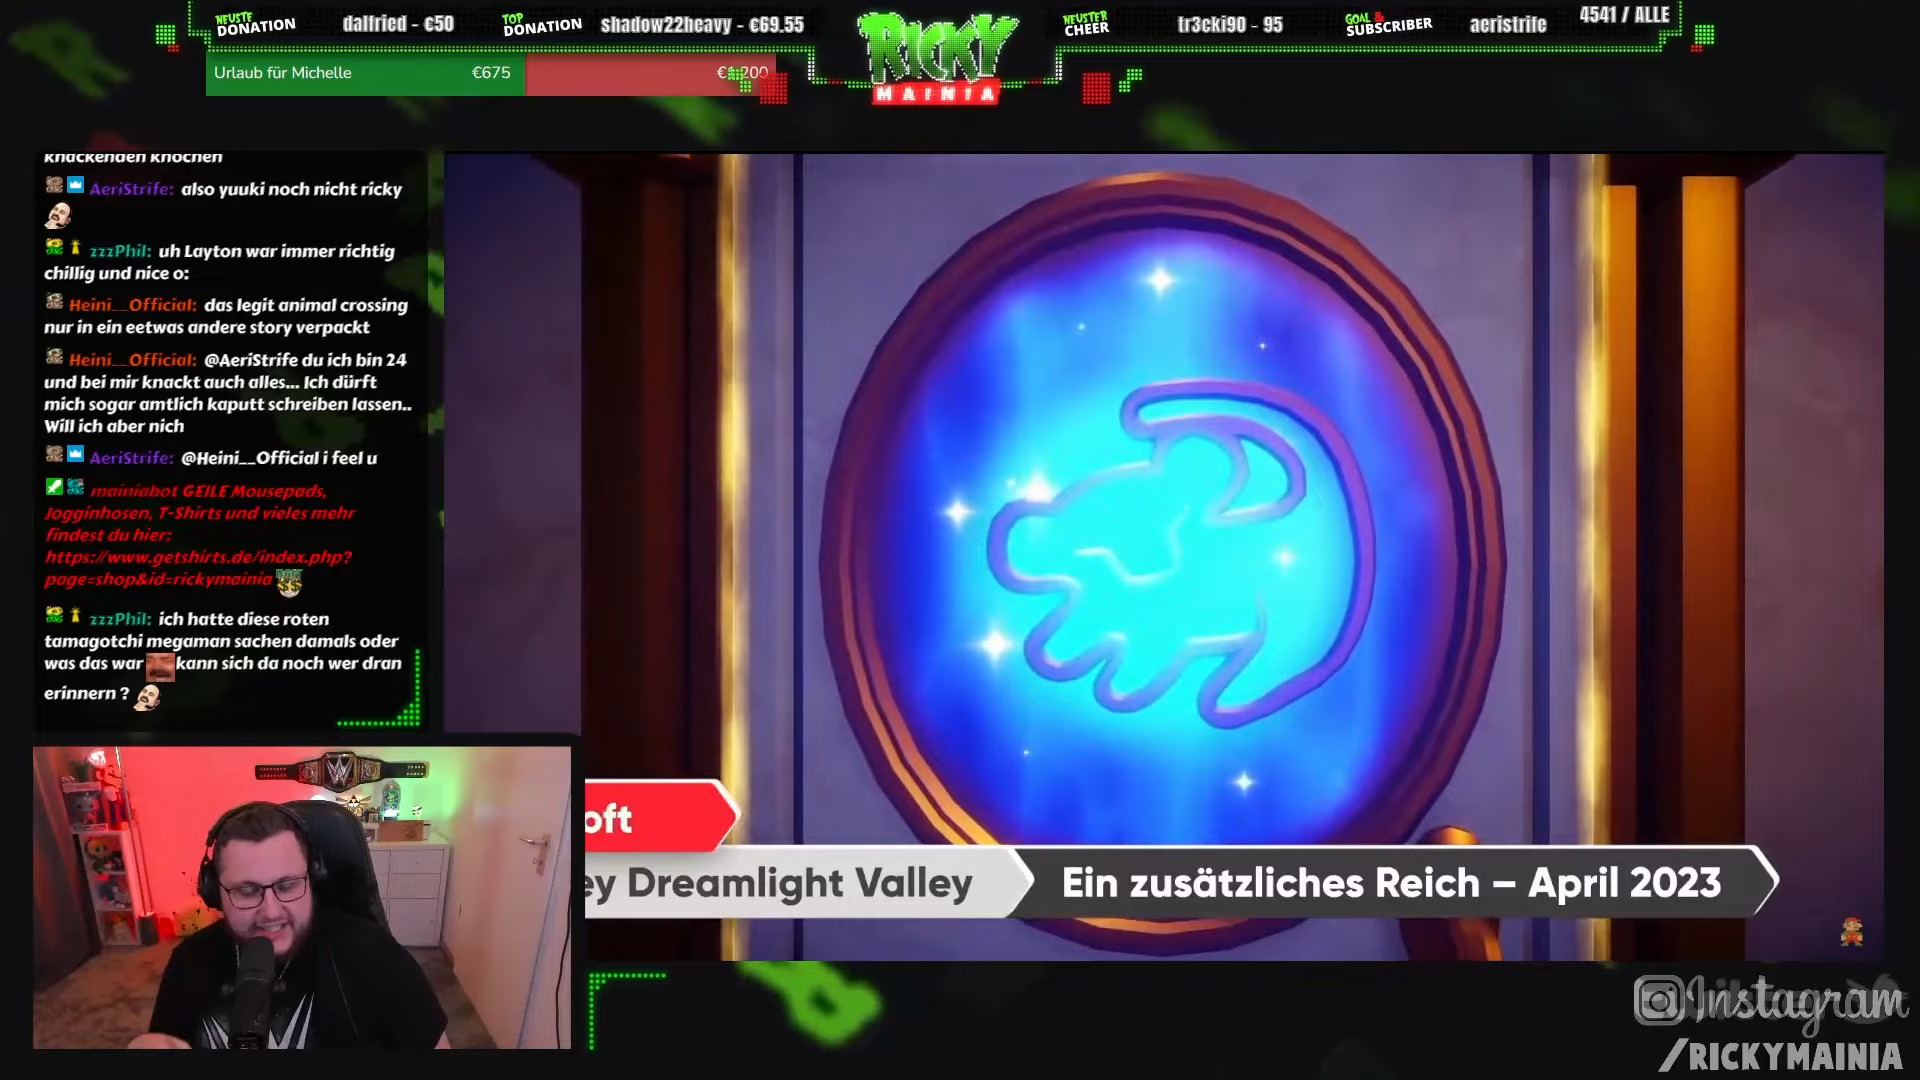 NEUSTE
DONATION
dalfried - €50
TOP
DONATION
shadow22heavy - €69.55
RICKY
MAINIA
NEUSTER
CHEER
tr3cki90 - 95
GOAL &
SUBSCRIBER
aeristrife
4541 / ALLE
Urlaub für Michelle
€675
€1,200
knackenden knochen
AeriStrife: also yuuki noch nicht ricky
zzzPhil: uh Layton war immer richtig
chillig und nice o:
Heini__Official: das legit animal crossing
nur in ein eetwas andere story verpackt
Heini__Official: @AeriStrife du ich bin 24
und bei mir knackt auch alles... Ich dürft
mich sogar amtlich kaputt schreiben lassen..
Will ich aber nich
AeriStrife: @Heini__Official i feel u
mainiabot GEILE Mousepads,
Jogginhosen, T-Shirts und vieles mehr
findest du hier:
https://www.getshirts.de/index.php?
page=shop&id=rickymainia
zzzPhil: ich hatte diese roten
tamagotchi megaman sachen damals oder
was das war kann sich da noch wer dran
erinnern ?
oft
ey Dreamlight Valley
Ein zusätzliches Reich – April 2023
Instagram
/RICKYMAINIA